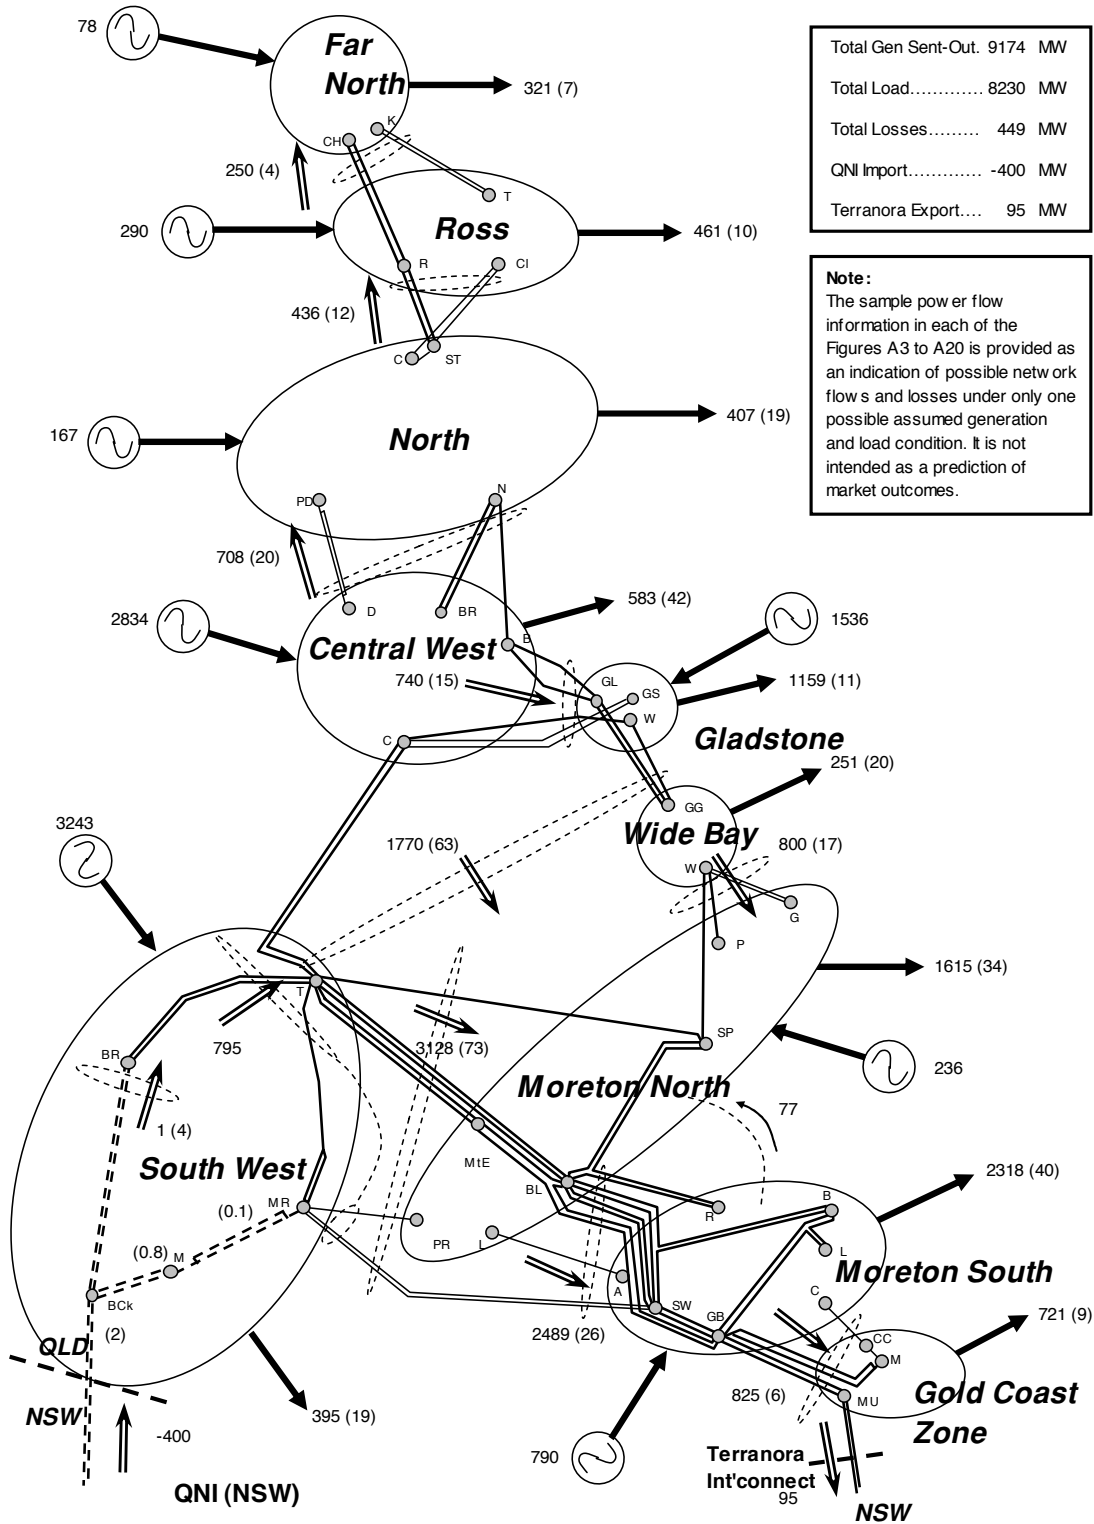 78
Far
North
321 (7)
K
CH
250 (4)
T
290
Ross
461 (10)
R
CI
436 (12)
C
ST
167
North
407 (19)
PD
N
708 (20)
2834
D
BR
583 (42)
1536
Central West
B
740 (15)
GL
GS
1159 (11)
W
C
Gladstone
251 (20)
GG
3243
Wide Bay
1770 (63)
800 (17)
W
G
P
1615 (34)
T
795
3128 (73)
SP
BR
236
Moreton North
77
1 (4)
South West
MtE
2318 (40)
BL
MR
(0.1)
B
R
PR
L
(0.8)
M
L
Moreton South
A
C
BCk
SW
(2)
GB
721 (9)
2489 (26)
CC
QLD
M
825 (6)
MU
Gold Coast
Zone
NSW
395 (19)
-400
790
Terranora
Int'connect
95
QNI (NSW)
NSW
Total Gen Sent-Out. 9174 MW
Total Load............. 8230 MW
Total Losses......... 449 MW
QNI Import............. -400 MW
Terranora Export.... 95 MW
Note:
The sample power flow
information in each of the
Figures A3 to A20 is provided as
an indication of possible network
flows and losses under only one
possible assumed generation
and load condition. It is not
intended as a prediction of
market outcomes.